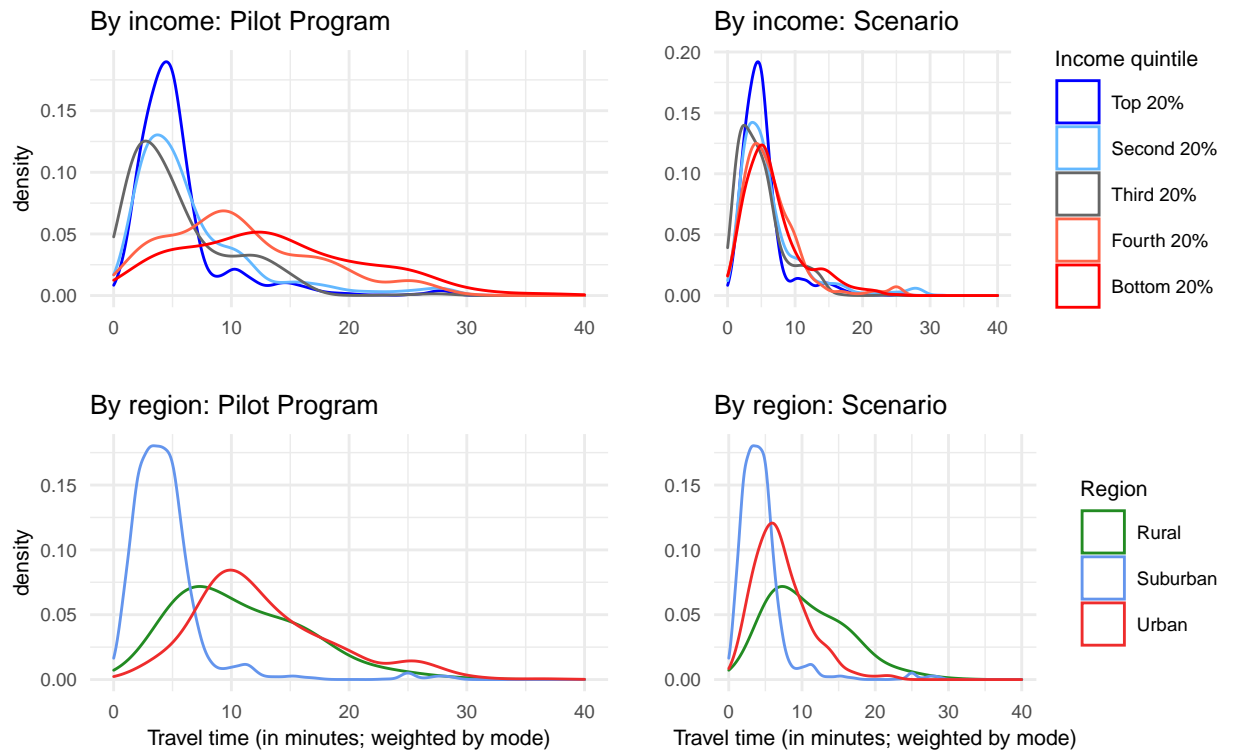 By income: Pilot Program
By income: Scenario
0.20
0.15
0.10
0.05
0.00
density
0.15
0.10
0.05
0.00
0 10 20 30 40
0 10 20 30 40
Income quintile
Top 20%
Second 20%
Third 20%
Fourth 20%
Bottom 20%
By region: Pilot Program
By region: Scenario
density
0.15
0.10
0.05
0.00
0.15
0.10
0.05
0.00
0 10 20 30 40
0 10 20 30 40
Travel time (in minutes; weighted by mode)
Travel time (in minutes; weighted by mode)
Region
Rural
Suburban
Urban